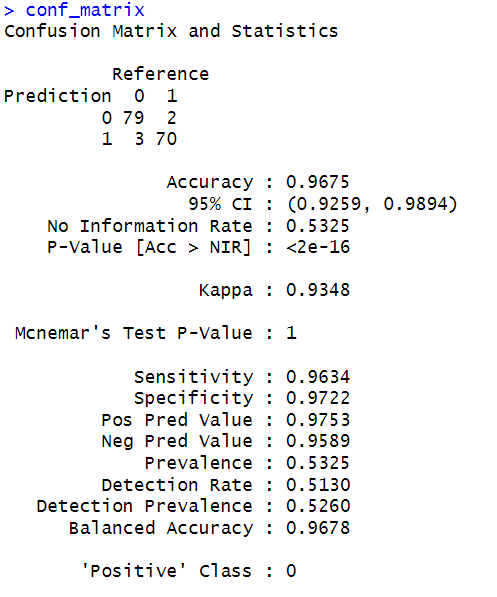 > conf_matrix
Confusion Matrix and Statistics
Reference
Prediction 0 1
0 79 2
1 3 70
Accuracy : 0.9675
95% CI : (0.9259, 0.9894)
No Information Rate : 0.5325
P-Value [Acc > NIR] : <2e-16
Kappa : 0.9348
Mcnemar's Test P-Value : 1
Sensitivity : 0.9634
Specificity : 0.9722
Pos Pred Value : 0.9753
Neg Pred Value : 0.9589
Prevalence : 0.5325
Detection Rate : 0.5130
Detection Prevalence : 0.5260
Balanced Accuracy : 0.9678
'Positive' Class : 0